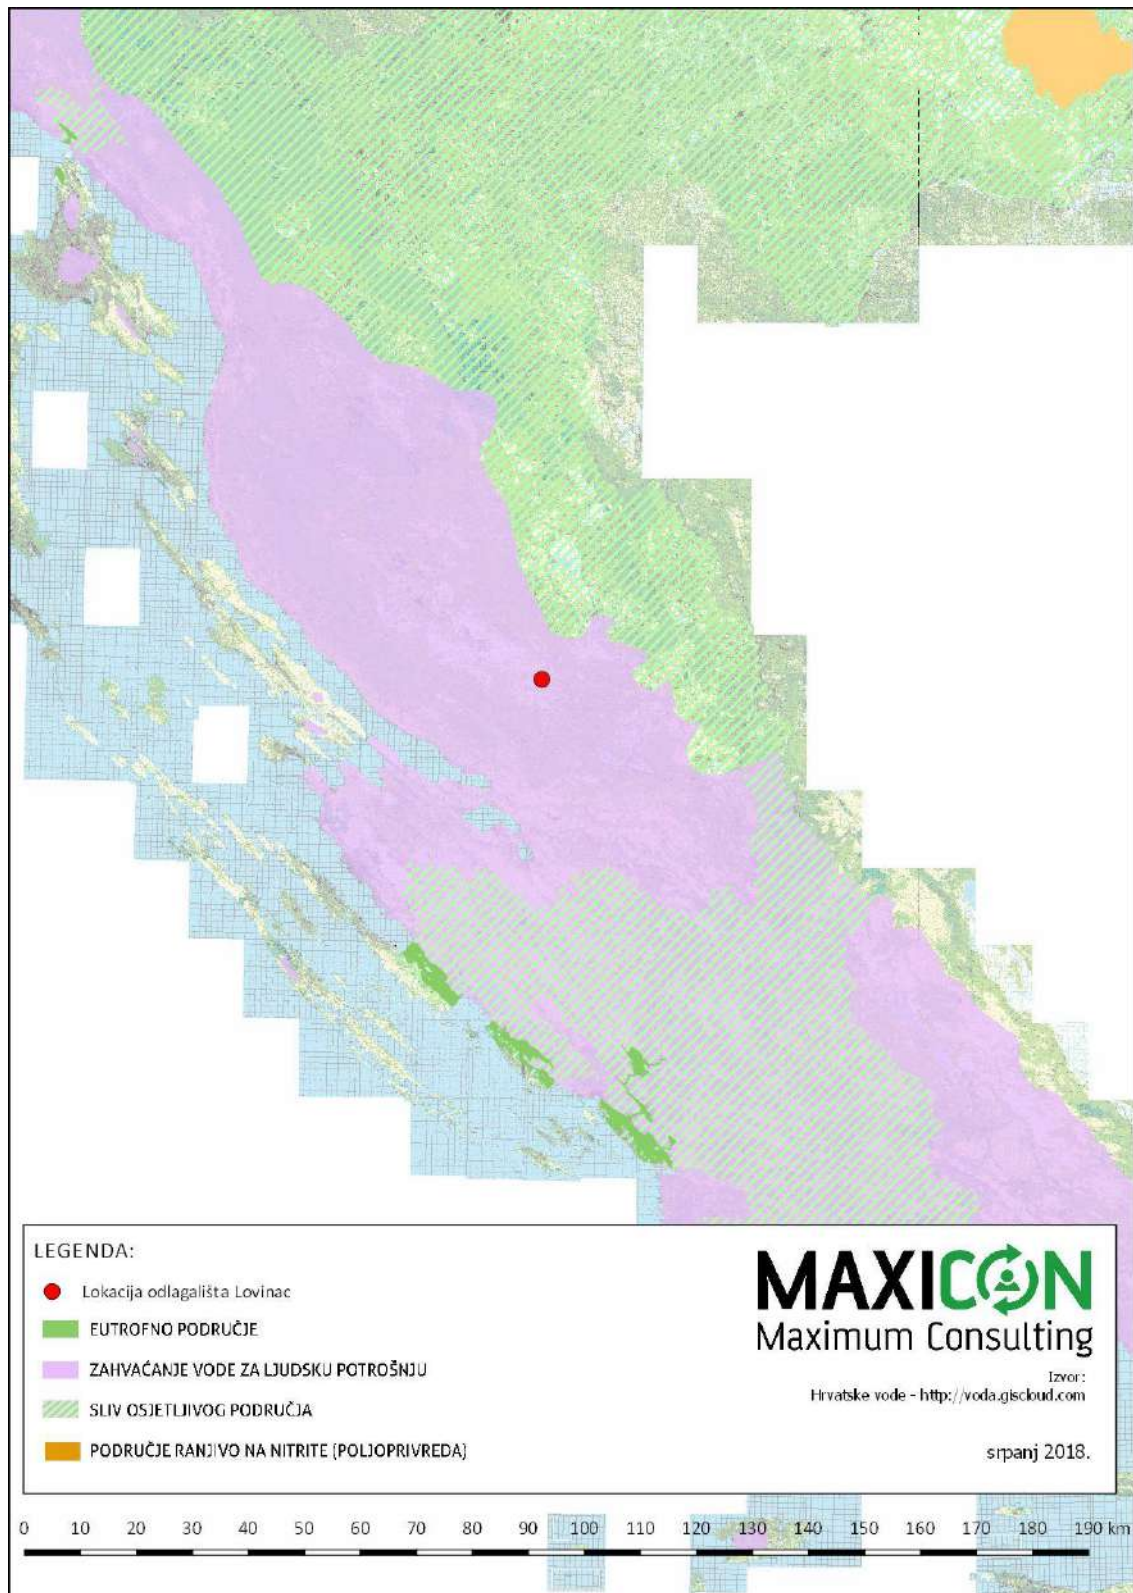 LEGENDA:
Lokacija odlagališta Lovinac
EUTROFNO PODRUČJE
ZAHVAĆANJE VODE ZA LJUDSKU POTROŠNJU
SLIV OSJETLJIVOG PODRUČJA
PODRUČJE RANJIVO NA NITRITE (POLJOPRIVREDA)
MAXICON
Maximum Consulting
Izvor:
Hrvatske vode - http://voda.giscloud.com
srpanj 2018.
0 10 20 30 40 50 60 70 80 90 100 110 120 130 140 150 160 170 180 190 km